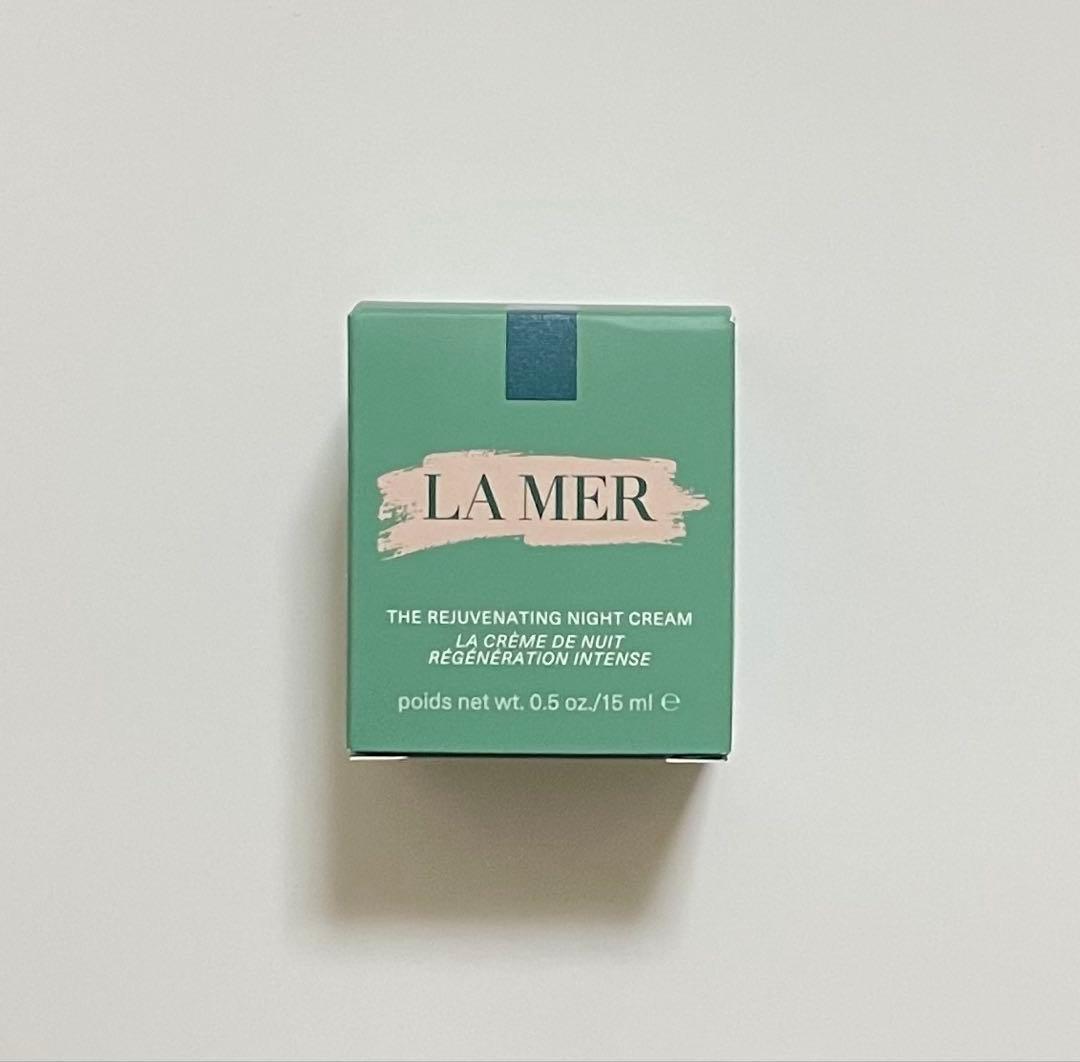 LA MER
THE REJUVENATING NIGHT CREAM
LA CRÈME DE NUIT
RÉGÉNÉRATION INTENSE
poids net wt. 0.5 oz./15 ml ℮